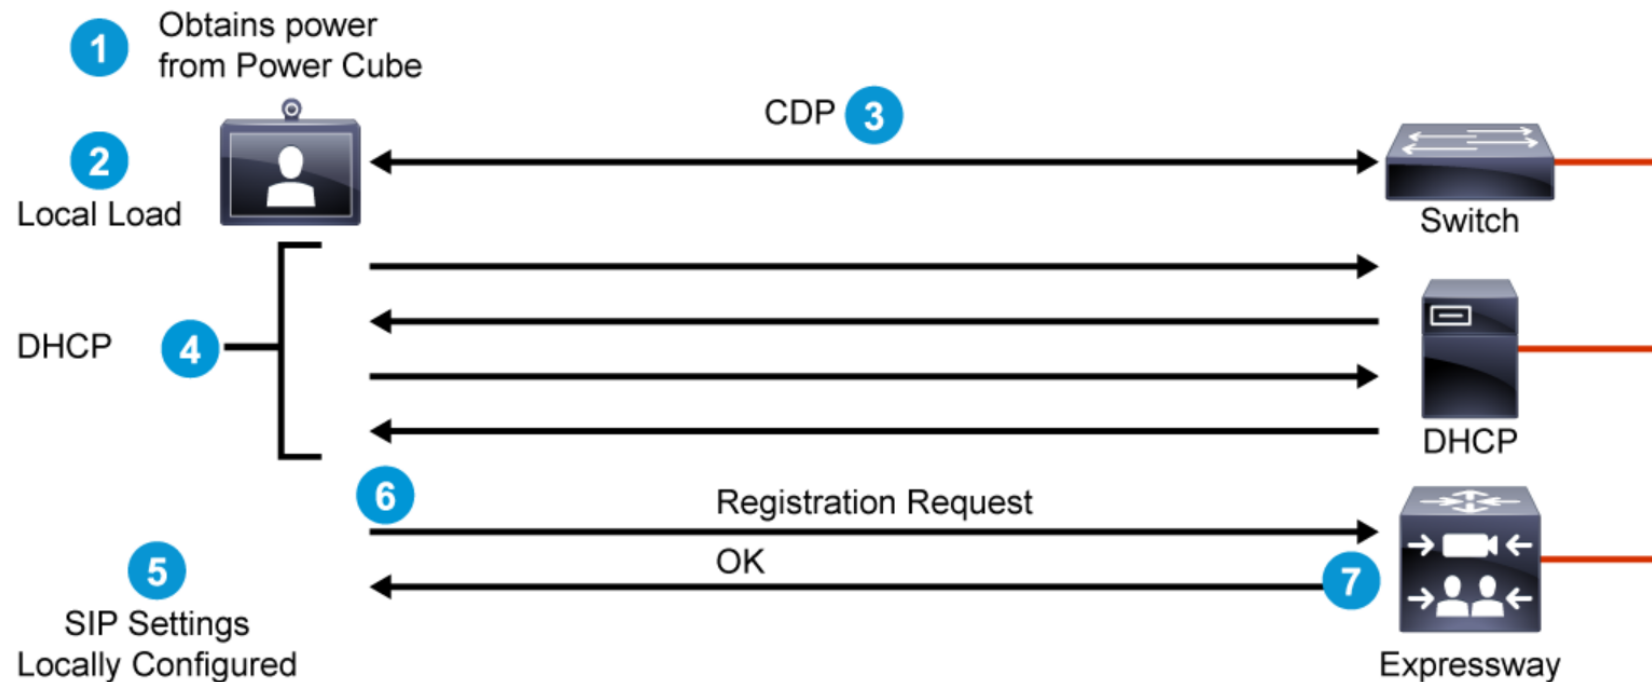 1
Obtains power
from Power Cube
CDP
3
2
Local Load
Switch
DHCP
4
DHCP
6
Registration Request
OK
7
5
SIP Settings
Locally Configured
Expressway